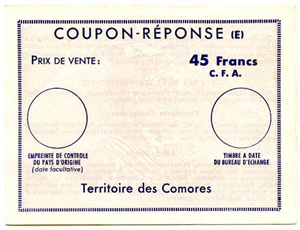 COUPON-RÉPONSE (E)
PRIX DE VENTE: 45 Francs
C. F. A.
EMPREINTE DE CONTROLE
DU PAYS D'ORIGINE
(date facultative)
TIMBRE A DATE
DU BUREAU D'ÉCHANGE
Territoire des Comores